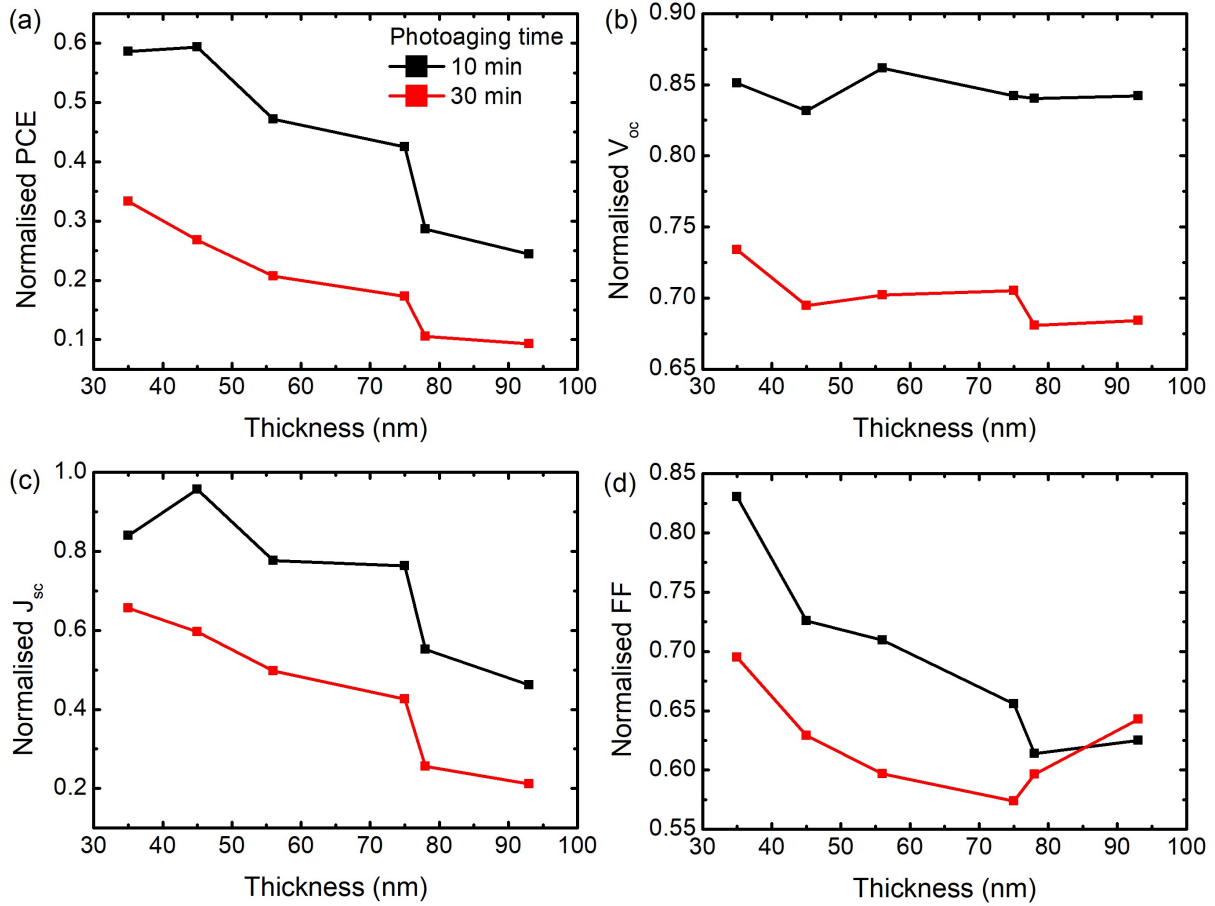 (a)
Photoaging time
10 min
30 min
Normalised PCE
0.6
0.5
0.4
0.3
0.2
0.1
30 40 50 60 70 80 90 100
Thickness (nm)
(b)
Normalised Voc
0.90
0.85
0.80
0.75
0.70
0.65
30 40 50 60 70 80 90 100
Thickness (nm)
(c)
Normalised Jsc
1.0
0.8
0.6
0.4
0.2
30 40 50 60 70 80 90 100
Thickness (nm)
(d)
Normalised FF
0.85
0.80
0.75
0.70
0.65
0.60
0.55
30 40 50 60 70 80 90 100
Thickness (nm)